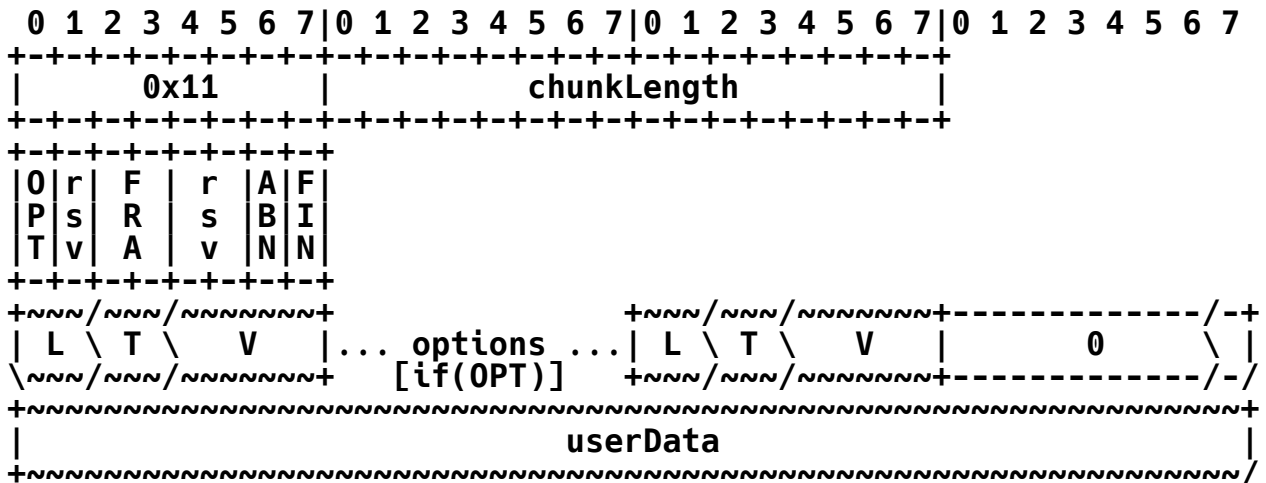 0 1 2 3 4 5 6 7|0 1 2 3 4 5 6 7|0 1 2 3 4 5 6 7|0 1 2 3 4 5 6 7
+-+-+-+-+-+-+-+-+-+-+-+-+-+-+-+-+-+-+-+-+-+-+-+-+
|      0x11     |          chunkLength          |
+-+-+-+-+-+-+-+-+-+-+-+-+-+-+-+-+-+-+-+-+-+-+-+-+
+-+-+-+-+-+-+-+-+
|O|r| F | r |A|F|
|P|s| R | s |B|I|
|T|v| A | v |N|N|
+-+-+-+-+-+-+-+-+
+~~~/~~~/~~~~~~~+               +~~~/~~~/~~~~~~~+-------------/-+
| L \ T \   V   |... options ...| L \ T \   V   |       0     \ |
\~~~/~~~/~~~~~~~+   [if(OPT)]   +~~~/~~~/~~~~~~~+-------------/-/
+~~~~~~~~~~~~~~~~~~~~~~~~~~~~~~~~~~~~~~~~~~~~~~~~~~~~~~~~~~~~~~~+
|                            userData                           |
+~~~~~~~~~~~~~~~~~~~~~~~~~~~~~~~~~~~~~~~~~~~~~~~~~~~~~~~~~~~~~~~/